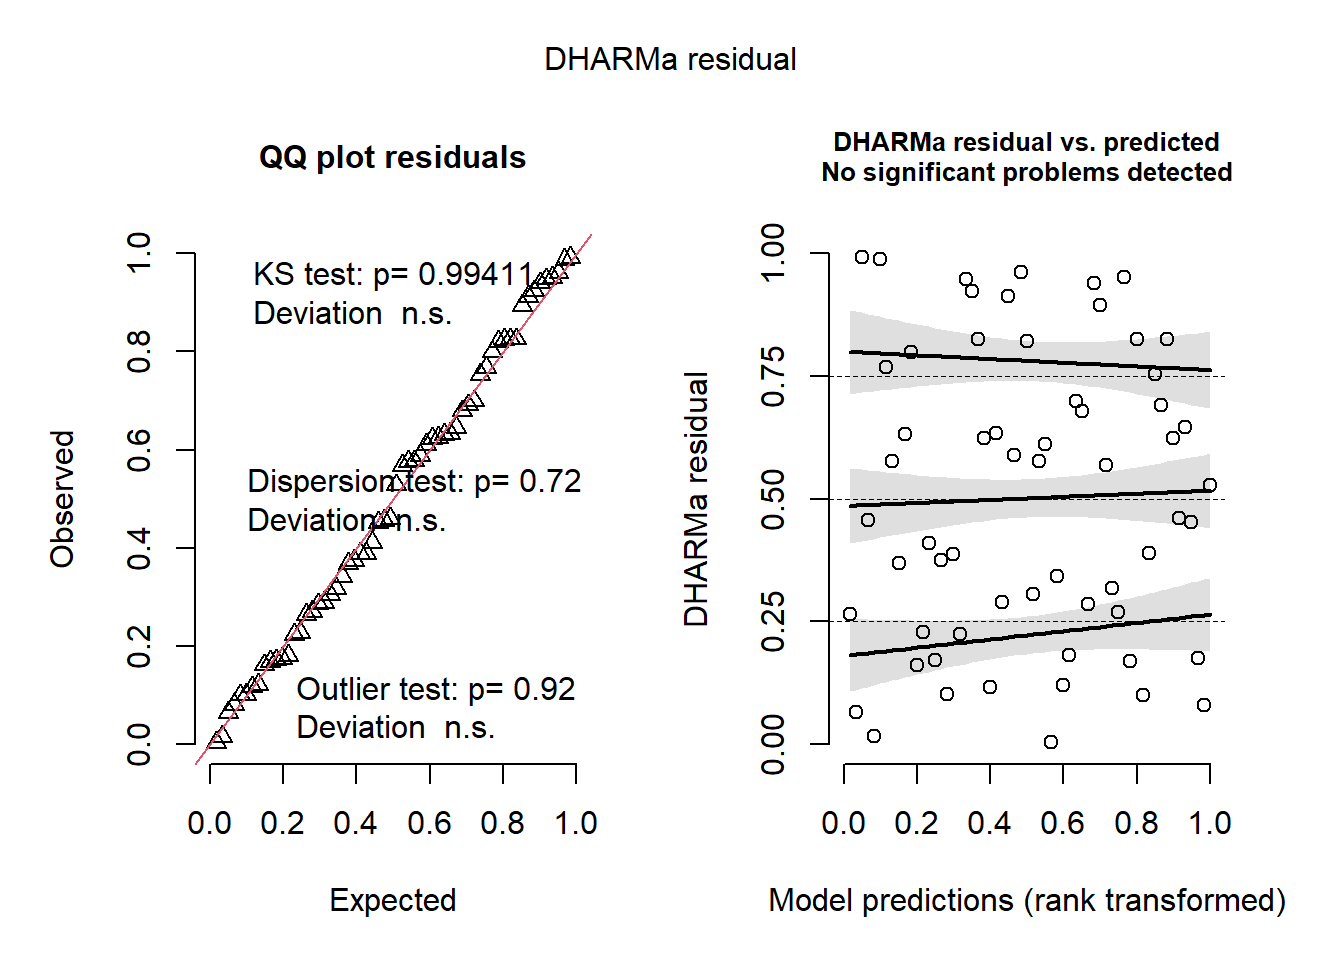 DHARMa residual
QQ plot residuals
KS test: p= 0.99411
Deviation  n.s.
Dispersion test: p= 0.72
Deviation  n.s.
Outlier test: p= 0.92
Deviation  n.s.
Observed
0.0 0.2 0.4 0.6 0.8 1.0
0.0 0.2 0.4 0.6 0.8 1.0
Expected
DHARMa residual vs. predicted
No significant problems detected
DHARMa residual
0.00 0.25 0.50 0.75 1.00
0.0 0.2 0.4 0.6 0.8 1.0
Model predictions (rank transformed)